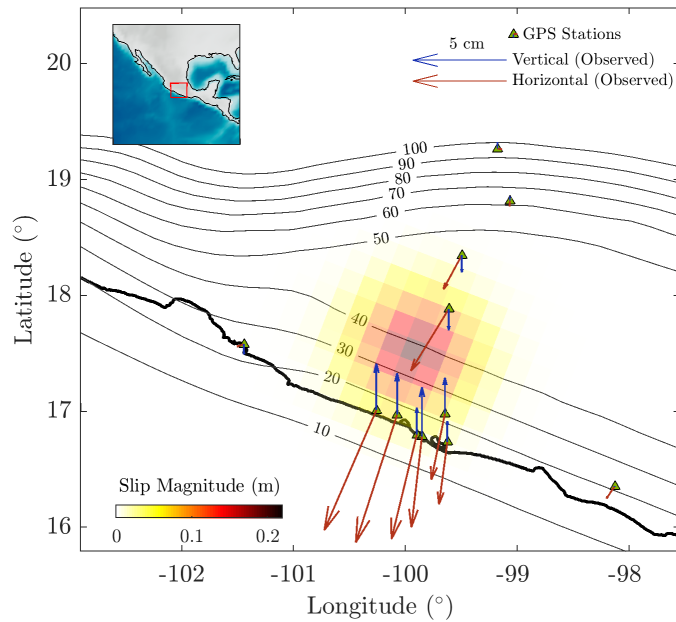 20
GPS Stations
5 cm
Vertical (Observed)
Horizontal (Observed)
100
90
80
70
60
50
40
30
20
10
19
18
17
16
Latitude (°)
Slip Magnitude (m)
0 0.1 0.2
-102 -101 -100 -99 -98
Longitude (°)